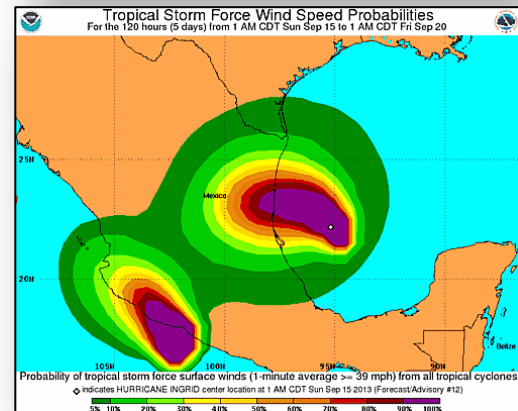 Tropical Storm Force Wind Speed Probabilities
For the 120 hours (5 days) from 1 AM CDT Sun Sep 15 to 1 AM CDT Fri Sep 20
25N
Mexico
20N
Belize
105W 100W 95W 90W
Probability of tropical storm force surface winds (1-minute average >= 39 mph) from all tropical cyclones
indicates HURRICANE INGRID center location at 1 AM CDT Sun Sep 15 2013 (Forecast/Advisory #12)
5% 10% 20% 30% 40% 50% 60% 70% 80% 90% 100%